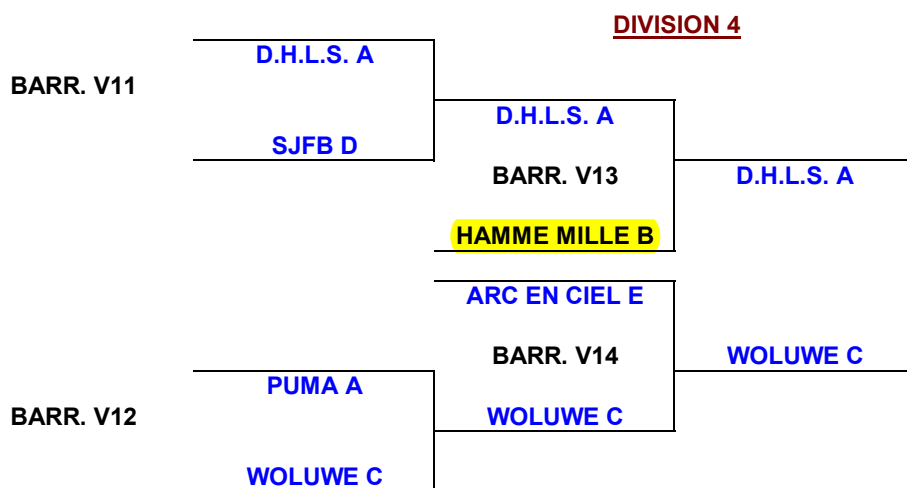 DIVISION 4
D.H.L.S. A
BARR. V11
D.H.L.S. A
SJFB D
BARR. V13
D.H.L.S. A
HAMME MILLE B
ARC EN CIEL E
BARR. V14
WOLUWE C
PUMA A
BARR. V12
WOLUWE C
WOLUWE C